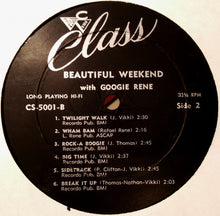 Class
BEAUTIFUL WEEKEND
with GOOGIE RENE
LONG PLAYING HI-FI
33⅓ RPM
CS-5001-B
Side 2
1. TWILIGHT WALK (J. Vikki) 2:30
Recordo Pub. BMI
2. WHAM BAM (Rafael Rene) 2:16
L. Rene Pub. ASCAP
3. ROCK-A BOOGIE (J. Thomas) 2:45
Recordo Pub. BMI
4. BIG TIME (J. Vikki) 2:30
Recordo Pub. BMI
5. SIDETRACK (P. Clifton-J. Vikki) 2:30
Recordo Pub. BMI
6. BREAK IT UP (Thomas-Nathan-Vikki) 2:03
Recordo Pub. BMI